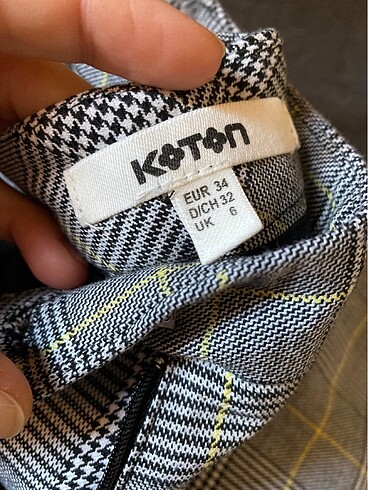 KOTON
EUR 34
D/CH 32
UK 6